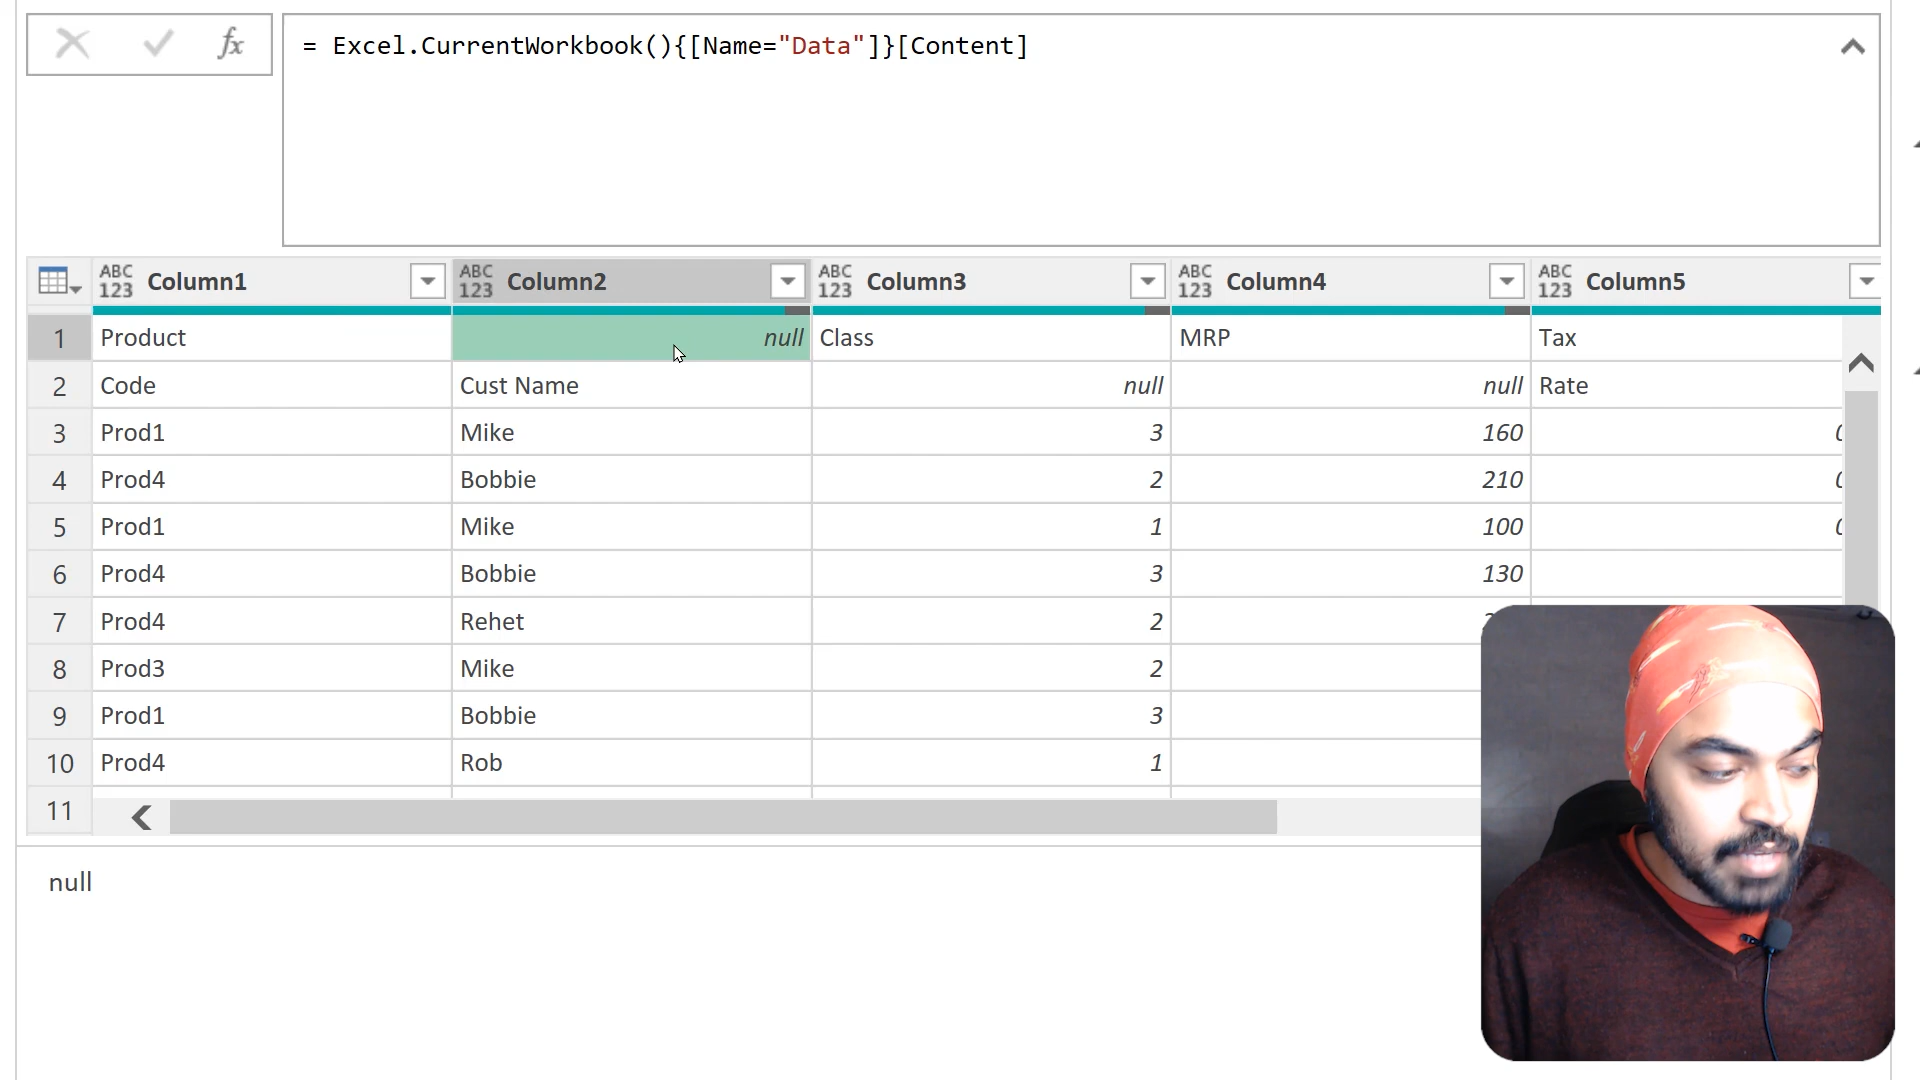 fx
= Excel.CurrentWorkbook(){[Name="Data"]}[Content]
ABC 123 Column1 ABC 123 Column2 ABC 123 Column3 ABC 123 Column4 ABC 123 Column5
1 Product null Class MRP Tax
2 Code Cust Name null null Rate
3 Prod1 Mike 3 160
4 Prod4 Bobbie 2 210
5 Prod1 Mike 1 100
6 Prod4 Bobbie 3 130
7 Prod4 Rehet 2
8 Prod3 Mike 2
9 Prod1 Bobbie 3
10 Prod4 Rob 1
11
null